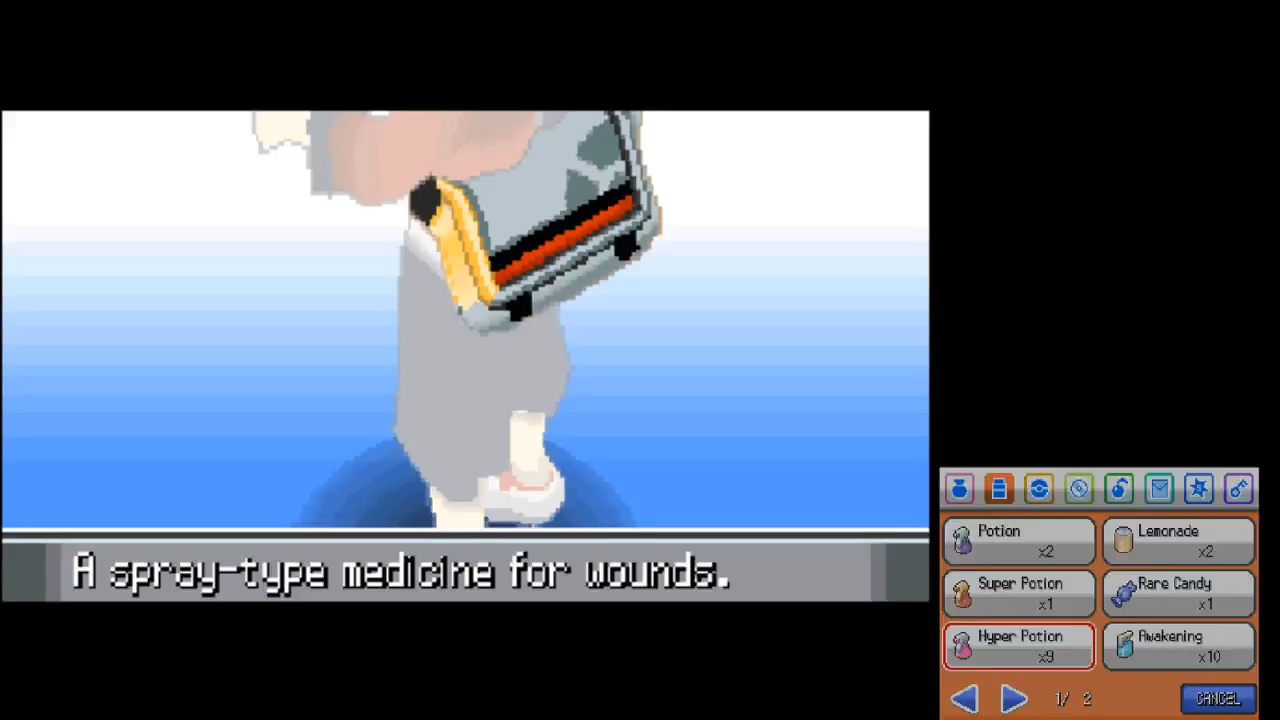 A spray-type medicine for wounds.
Potion
x2
Lemonade
x2
Super Potion
x1
Rare Candy
x1
Hyper Potion
x9
Awakening
x10
1/ 2
CANCEL